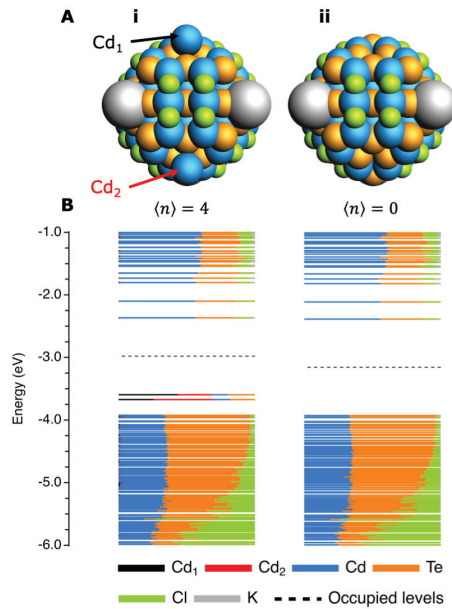 A i ii
Cd₁
Cd₂
B ⟨n⟩ = 4 ⟨n⟩ = 0
-1.0
-2.0
-3.0
-4.0
-5.0
-6.0
Energy (eV)
Cd₁ Cd₂ Cd Te
Cl K Occupied levels